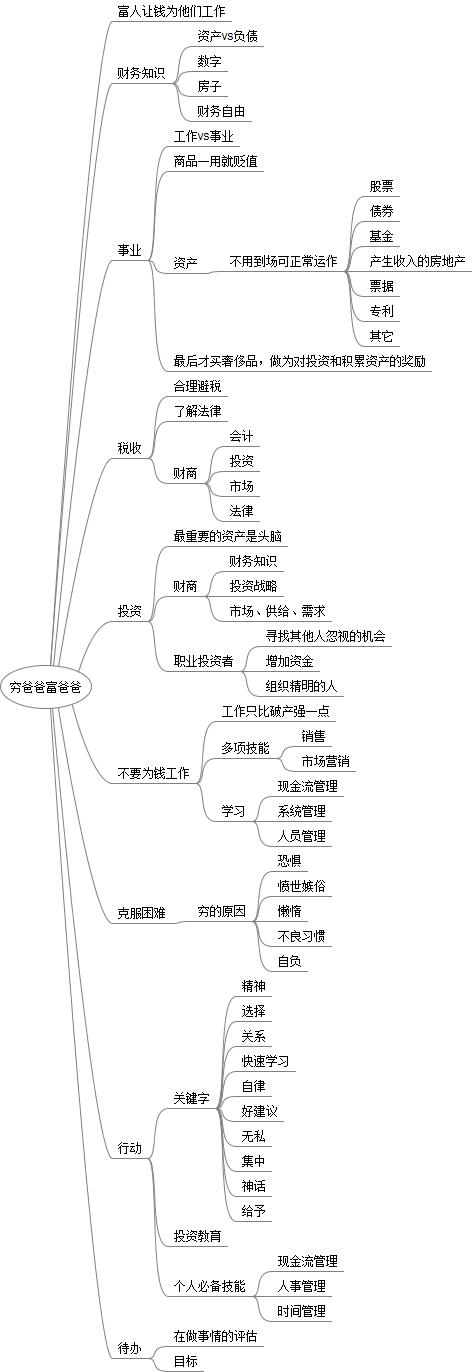 富人让钱为他们工作
财务知识
资产vs负债
数字
房子
财务自由
事业
工作vs事业
商品一用就贬值
资产
不用到场可正常运作
股票
债券
基金
产生收入的房地产
票据
专利
其它
最后才买奢侈品，做为对投资和积累资产的奖励
税收
合理避税
了解法律
财商
会计
投资
市场
法律
投资
最重要的资产是头脑
财商
财务知识
投资战略
市场、供给、需求
职业投资者
寻找其他人忽视的机会
增加资金
组织精明的人
穷爸爸富爸爸
不要为钱工作
工作只比破产强一点
多项技能
销售
市场营销
学习
现金流管理
系统管理
人员管理
克服困难
穷的原因
恐惧
愤世嫉俗
懒惰
不良习惯
自负
行动
关键字
精神
选择
关系
快速学习
自律
好建议
无私
集中
神话
给予
投资教育
个人必备技能
现金流管理
人事管理
时间管理
待办
在做事情的评估
目标